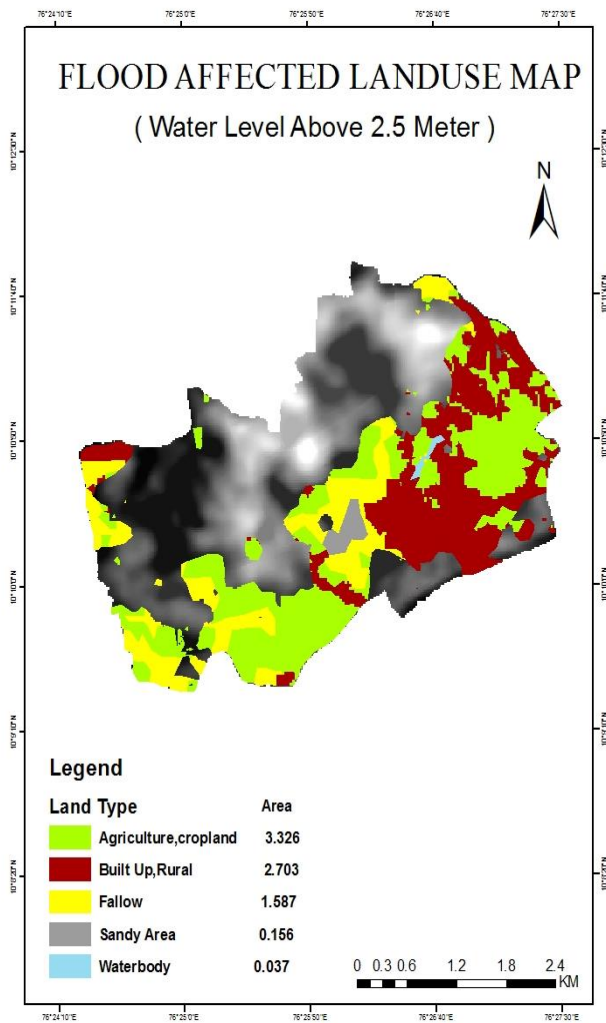 76°24'10"E 76°25'0"E 76°25'50"E 76°26'40"E 76°27'30"E
FLOOD AFFECTED LANDUSE MAP
( Water Level Above 2.5 Meter )
N
Legend
Land Type Area
Agriculture,cropland 3.326
Built Up,Rural 2.703
Fallow 1.587
Sandy Area 0.156
Waterbody 0.037
0 0.3 0.6 1.2 1.8 2.4
KM
76°24'10"E 76°25'0"E 76°25'50"E 76°26'40"E 76°27'30"E